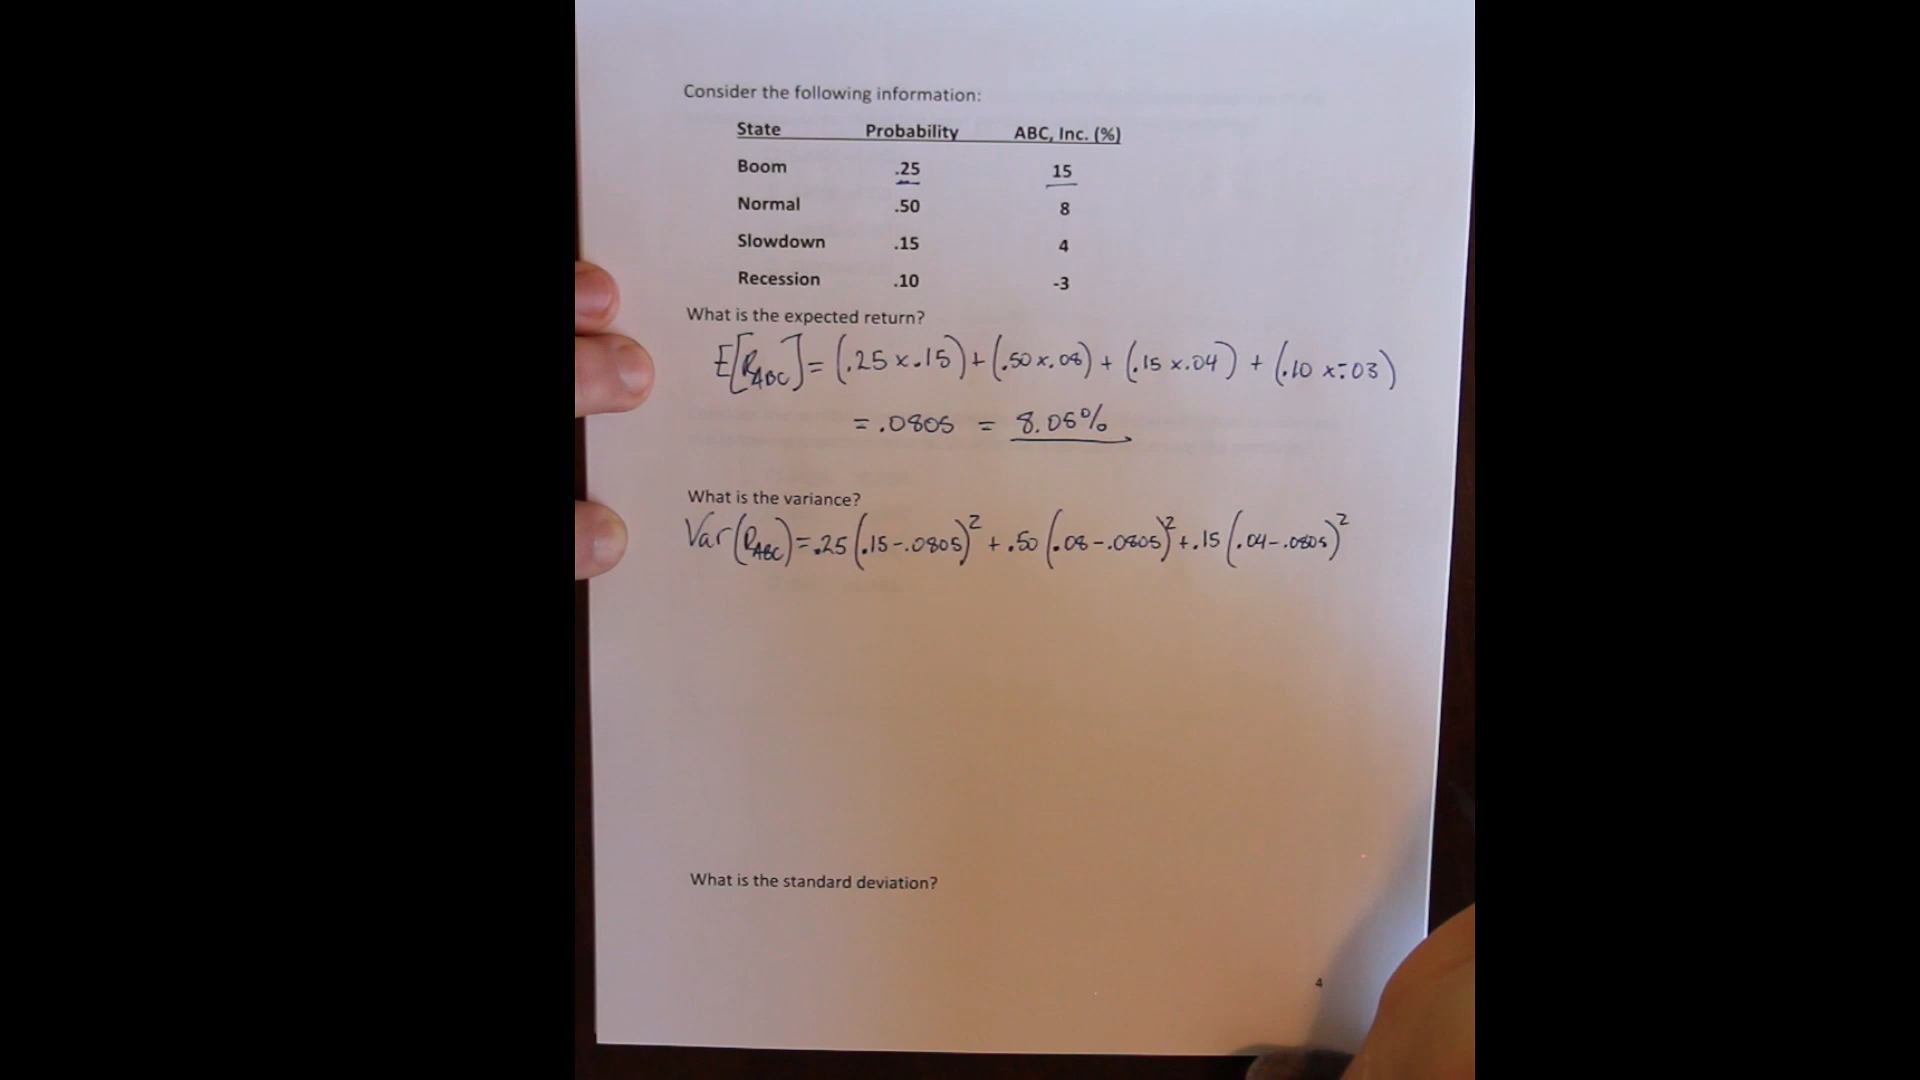 Consider the following information:
State Probability ABC, Inc. (%)
Boom .25 15
Normal .50 8
Slowdown .15 4
Recession .10 -3
What is the expected return?
E[R_ABC] = (.25 x .15) + (.50 x .08) + (.15 x .04) + (.10 x -.03)
= .0805 = 8.05%
What is the variance?
Var(R_ABC) = .25(.15 - .0805)² + .50(.08 - .0805)² + .15(.04 - .0805)²
What is the standard deviation?
4